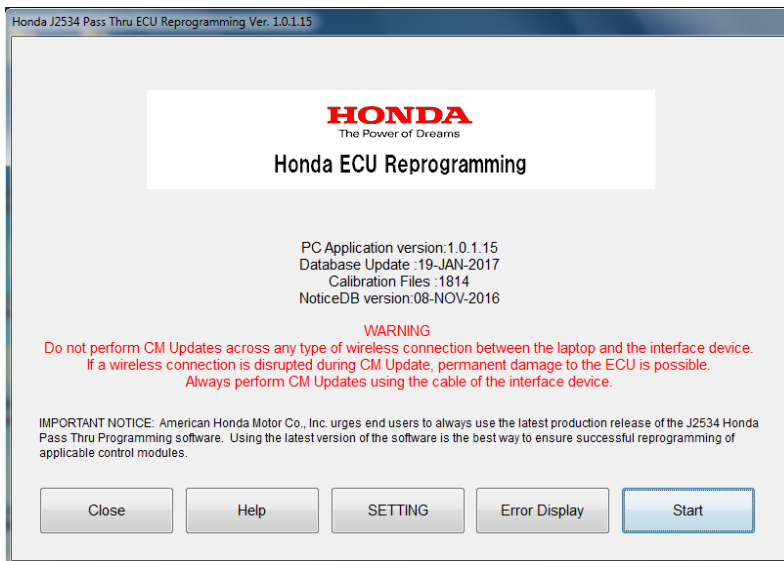 Honda J2534 Pass Thru ECU Reprogramming Ver. 1.0.1.15
HONDA
The Power of Dreams
Honda ECU Reprogramming
PC Application version:1.0.1.15
Database Update :19-JAN-2017
Calibration Files :1814
NoticeDB version:08-NOV-2016
WARNING
Do not perform CM Updates across any type of wireless connection between the laptop and the interface device.
If a wireless connection is disrupted during CM Update, permanent damage to the ECU is possible.
Always perform CM Updates using the cable of the interface device.
IMPORTANT NOTICE: American Honda Motor Co., Inc. urges end users to always use the latest production release of the J2534 Honda
Pass Thru Programming software. Using the latest version of the software is the best way to ensure successful reprogramming of
applicable control modules.
Close
Help
SETTING
Error Display
Start